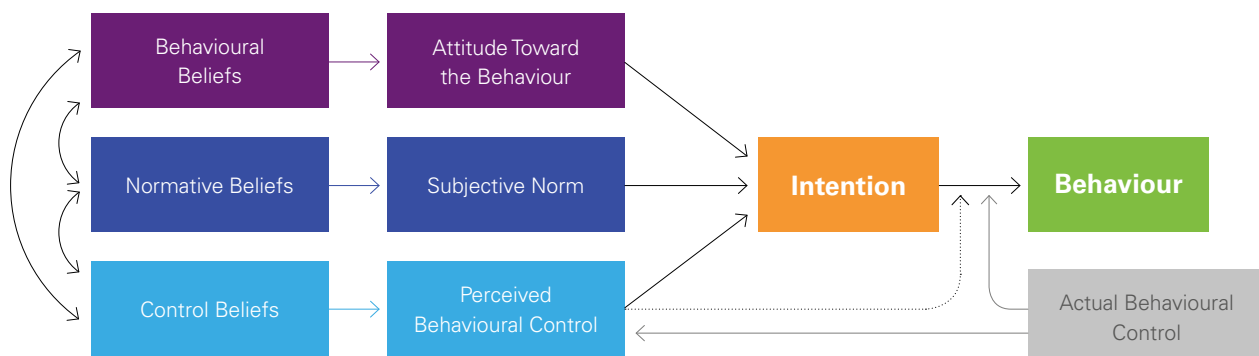 Behavioural
Beliefs
Attitude Toward
the Behaviour
Normative Beliefs
Subjective Norm
Intention
Behaviour
Control Beliefs
Perceived
Behavioural Control
Actual Behavioural
Control